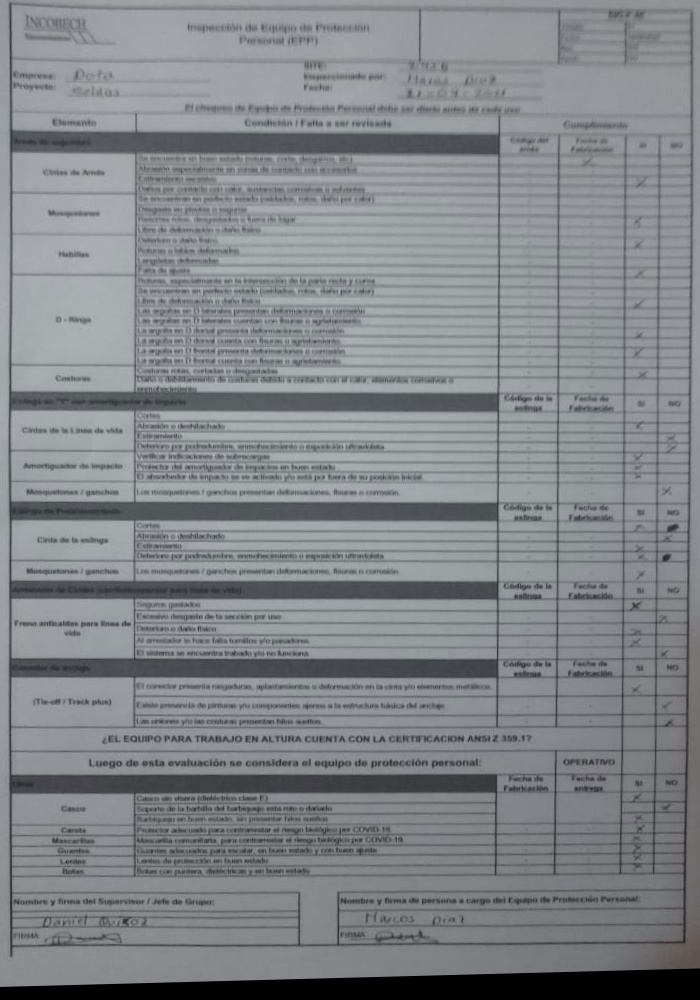 INCOBECH
Inspección de Equipo de Protección
Personal (EPP)
SITE:
Empresa: Dota
Inspeccionado por: Marcos Diaz
Proyecto:
Fecha:
El chequeo de Equipo de Protección Personal debe ser diario antes de cada uso
Elemento Condición / Falta a ser revisada Cumplimiento
Código del arnés Fecha de Fabricación SI NO
Se encuentra en buen estado (roturas, corte, desgarros, etc)
Cintas de Arnés Abrasión especialmente en zonas de contacto con accesorios
Estiramiento excesivo
Daños por contacto con calor, sustancias corrosivas o solventes
Se encuentran en perfecto estado (soldados, rotos, daño por calor)
Mosquetones Desgaste en pivotes o seguros
Resortes rotos, desgastados o fuera de lugar
Libre de deformación o daño físico
Deterioro o daño físico
Hebillas Roturas o lados deformados
Lengüetas deformadas
Falta de ajuste
Roturas, especialmente en la intersección de la parte recta y curva
Se encuentran en perfecto estado (soldados, rotos, daño por calor)
Libre de deformación o daño físico
Las argollas en D laterales presentan deformaciones o corrosión
D - Rings Las argollas en D laterales cuentan con fisuras o agrietamiento.
La argolla en D dorsal presenta deformaciones o corrosión
La argolla en D dorsal cuenta con fisuras o agrietamiento.
La argolla en D frontal presenta deformaciones o corrosión.
La argolla en D frontal cuenta con fisuras o agrietamiento.
Costuras Costuras rotas, cortadas o desgastadas
Daño o debilitamiento de costuras debido a contacto con el calor, elementos corrosivos o
enmohecimiento
Eslinga en "Y" con amortiguador de impacto Código de la eslinga Fecha de Fabricación SI NO
Cortes
Cintas de la Línea de vida Abrasión o deshilachado
Estiramiento
Deterioro por podredumbre, enmohecimiento o exposición ultravioleta
Verificar indicaciones de sobrecargas
Amortiguador de impacto Protector del amortiguador de impactos en buen estado
El absorbedor de impacto se ve activado y/o está por fuera de su posición inicial.
Mosquetones / ganchos Los mosquetones / ganchos presentan deformaciones, fisuras o corrosión.
Eslinga de Posicionamiento Código de la eslinga Fecha de Fabricación SI NO
Cortes
Cinta de la eslinga Abrasión o deshilachado
Estiramiento
Deterioro por podredumbre, enmohecimiento o exposición ultravioleta
Mosquetones / ganchos Los mosquetones / ganchos presentan deformaciones, fisuras o corrosión
Código de la eslinga Fecha de Fabricación SI NO
Seguros gastados
Freno anticaídas para línea de vida Excesivo desgaste de la sección por uso
Deterioro o daño físico
Al arrestador le hace falta tornillos y/o pasadores.
El sistema se encuentra trabado y/o no funciona.
Conector de anclaje Código de la eslinga Fecha de Fabricación SI NO
El conector presenta rasgaduras, aplastamientos o deformación en la cinta y/o elementos metálicos.
(Tie-off / Track plus) Existe presencia de pinturas y/o componentes ajenos a la estructura básica del anclaje
Las uniones y/o las costuras presentan hilos sueltos.
¿EL EQUIPO PARA TRABAJO EN ALTURA CUENTA CON LA CERTIFICACION ANSI Z 359.1?
Luego de esta evaluación se considera el equipo de protección personal: OPERATIVO
Fecha de Fabricación Fecha de entrega SI NO
Casco sin visera (dieléctrico clase E)
Casco Soporte de la barbilla del barbiquejo esta roto o dañado
Barbiquejo en buen estado, sin presentar hilos sueltos
Careta Protector adecuado para contrarrestar el riesgo biológico por COVID-19
Mascarillas Mascarilla comunitaria, para contrarrestar el riesgo biológico por COVID-19
Guantes Guantes adecuados para escalar, en buen estado y con buen ajuste
Lentes Lentes de protección en buen estado
Botas Botas con puntera, dieléctricas y en buen estado
Nombre y firma del Supervisor / Jefe de Grupo: Nombre y firma de persona a cargo del Equipo de Protección Personal:
Daniel Quiroz Marcos Diaz
FIRMA FIRMA